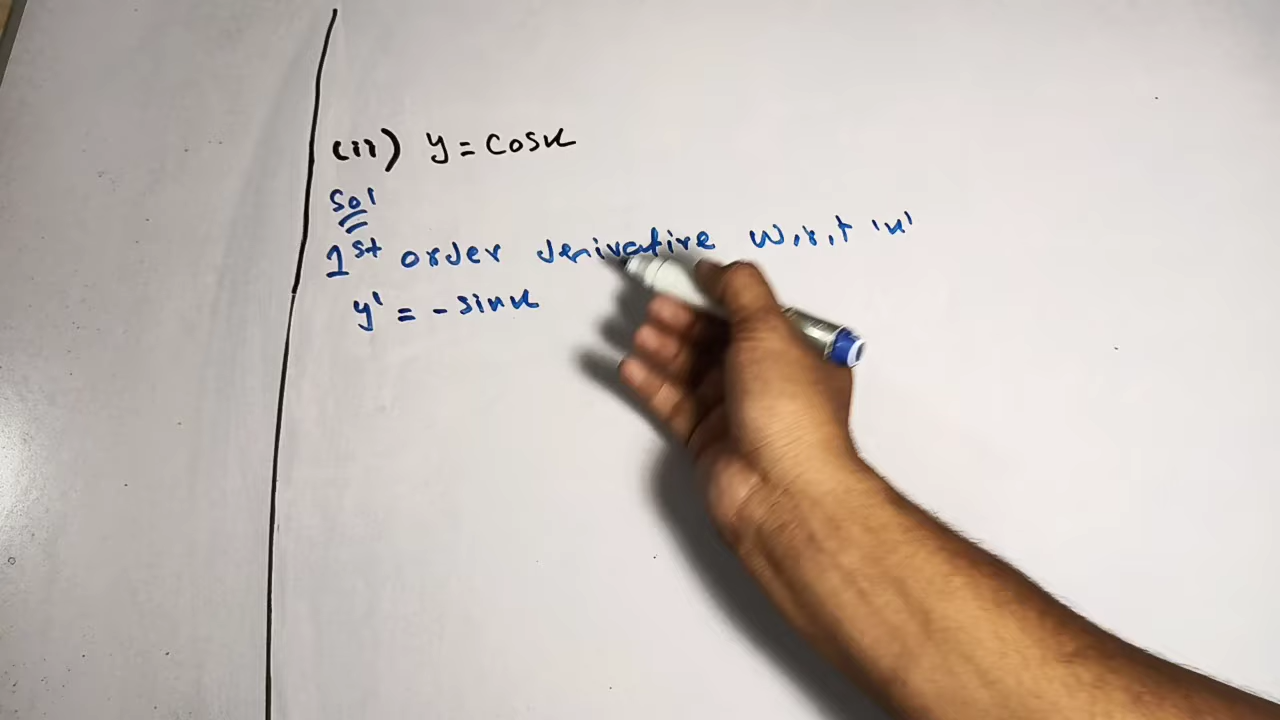 (ii) y = cosx
Sol
1st order derivative w.r.t 'x'
y' = - sinx